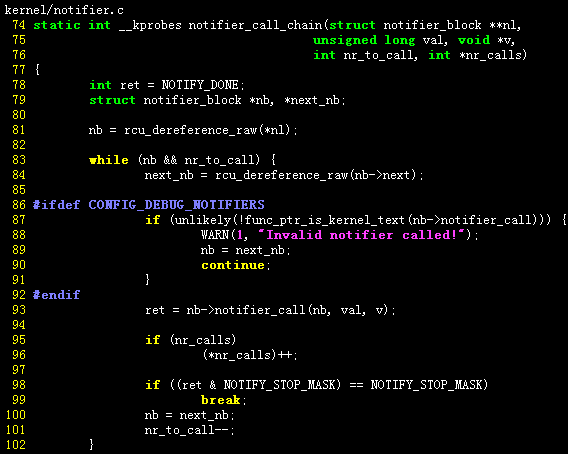 kernel/notifier.c
74 static int __kprobes notifier_call_chain(struct notifier_block **nl,
75                                         unsigned long val, void *v,
76                                         int nr_to_call, int *nr_calls)
77 {
78         int ret = NOTIFY_DONE;
79         struct notifier_block *nb, *next_nb;
80
81         nb = rcu_dereference_raw(*nl);
82
83         while (nb && nr_to_call) {
84                 next_nb = rcu_dereference_raw(nb->next);
85
86 #ifdef CONFIG_DEBUG_NOTIFIERS
87                 if (unlikely(!func_ptr_is_kernel_text(nb->notifier_call))) {
88                         WARN(1, "Invalid notifier called!");
89                         nb = next_nb;
90                         continue;
91                 }
92 #endif
93                 ret = nb->notifier_call(nb, val, v);
94
95                 if (nr_calls)
96                         (*nr_calls)++;
97
98                 if ((ret & NOTIFY_STOP_MASK) == NOTIFY_STOP_MASK)
99                         break;
100                 nb = next_nb;
101                 nr_to_call--;
102         }